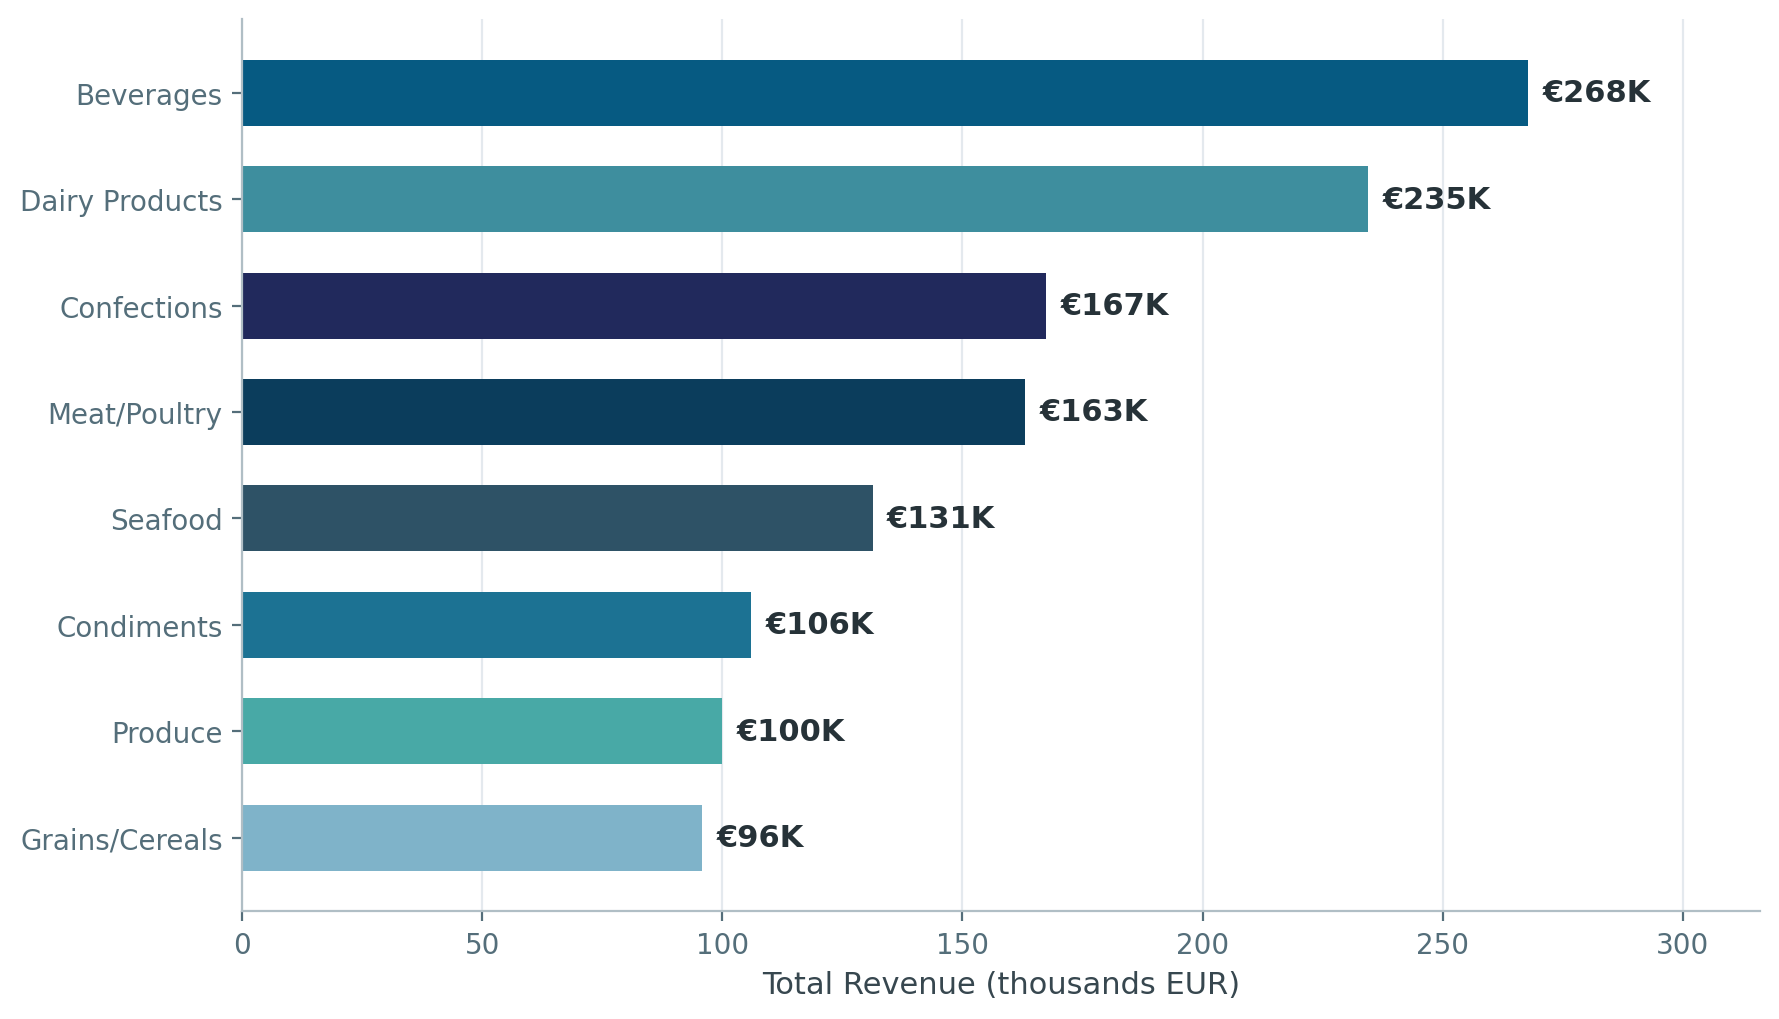 Beverages €268K
Dairy Products €235K
Confections €167K
Meat/Poultry €163K
Seafood €131K
Condiments €106K
Produce €100K
Grains/Cereals €96K
0 50 100 150 200 250 300
Total Revenue (thousands EUR)